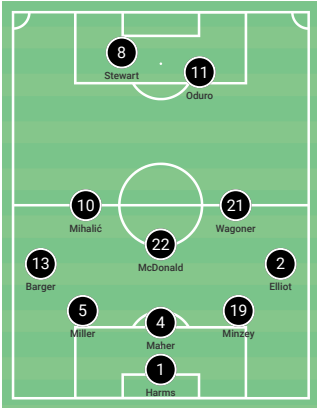 8
Stewart
11
Oduro
10
Mihalić
21
Wagoner
22
McDonald
13
Barger
2
Elliot
5
Miller
4
Maher
19
Minzey
1
Harms